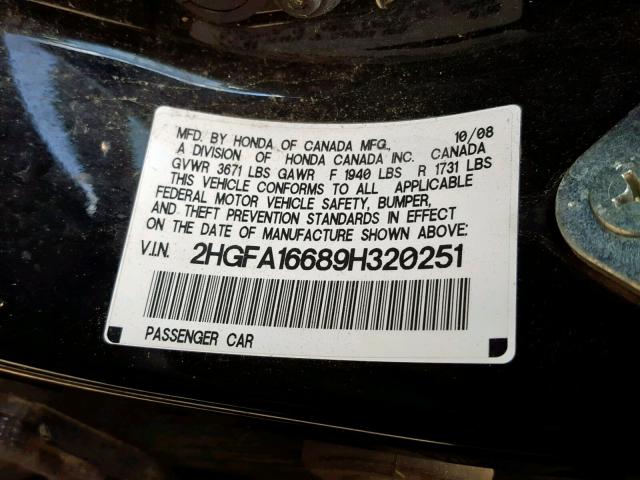 MFD. BY HONDA OF CANADA MFG., 10/08
A DIVISION OF HONDA CANADA INC. CANADA
GVWR 3671 LBS GAWR F 1940 LBS R 1731 LBS
THIS VEHICLE CONFORMS TO ALL APPLICABLE
FEDERAL MOTOR VEHICLE SAFETY, BUMPER,
AND THEFT PREVENTION STANDARDS IN EFFECT
ON THE DATE OF MANUFACTURE SHOWN ABOVE:
V.I.N. 2HGFA16689H320251
PASSENGER CAR